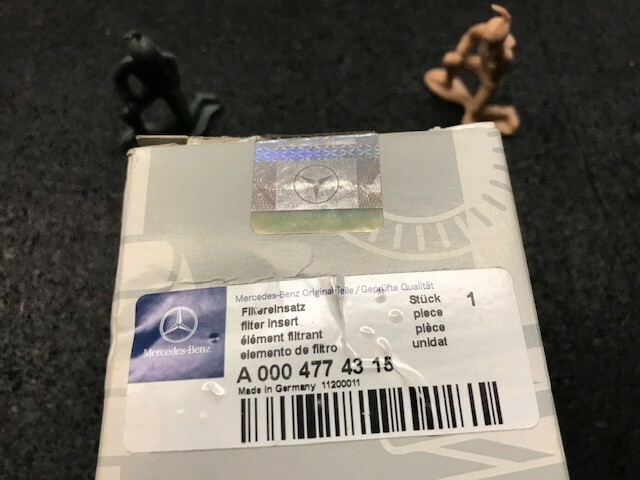 Mercedes-Benz Original-Teile / Geprüfte Qualität
Filtereinsatz
filter insert
élément filtrant
elemento de filtro
Stück 1
piece
pièce
unidat
Mercedes-Benz
A 000 477 43 15
Made in Germany 11200011